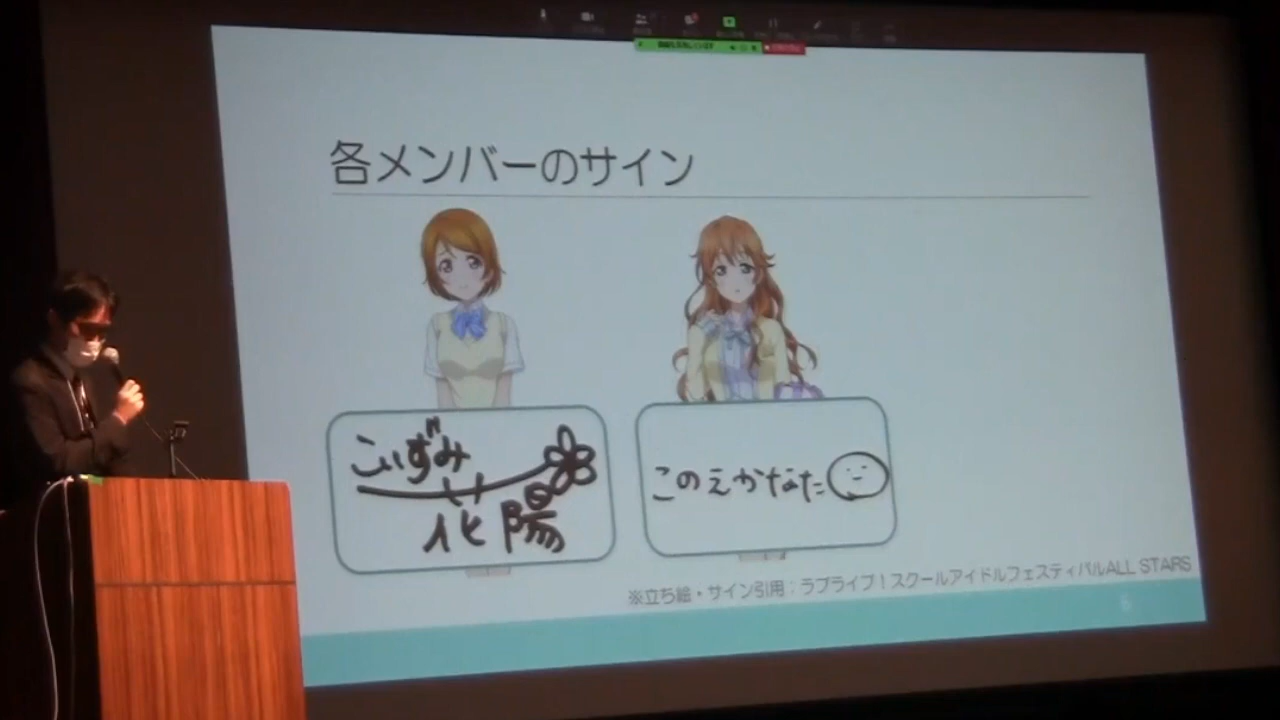 各メンバーのサイン
こいずみ
花陽
このえかなた
※立ち絵・サイン引用：ラブライブ！スクールアイドルフェスティバルALL STARS
6